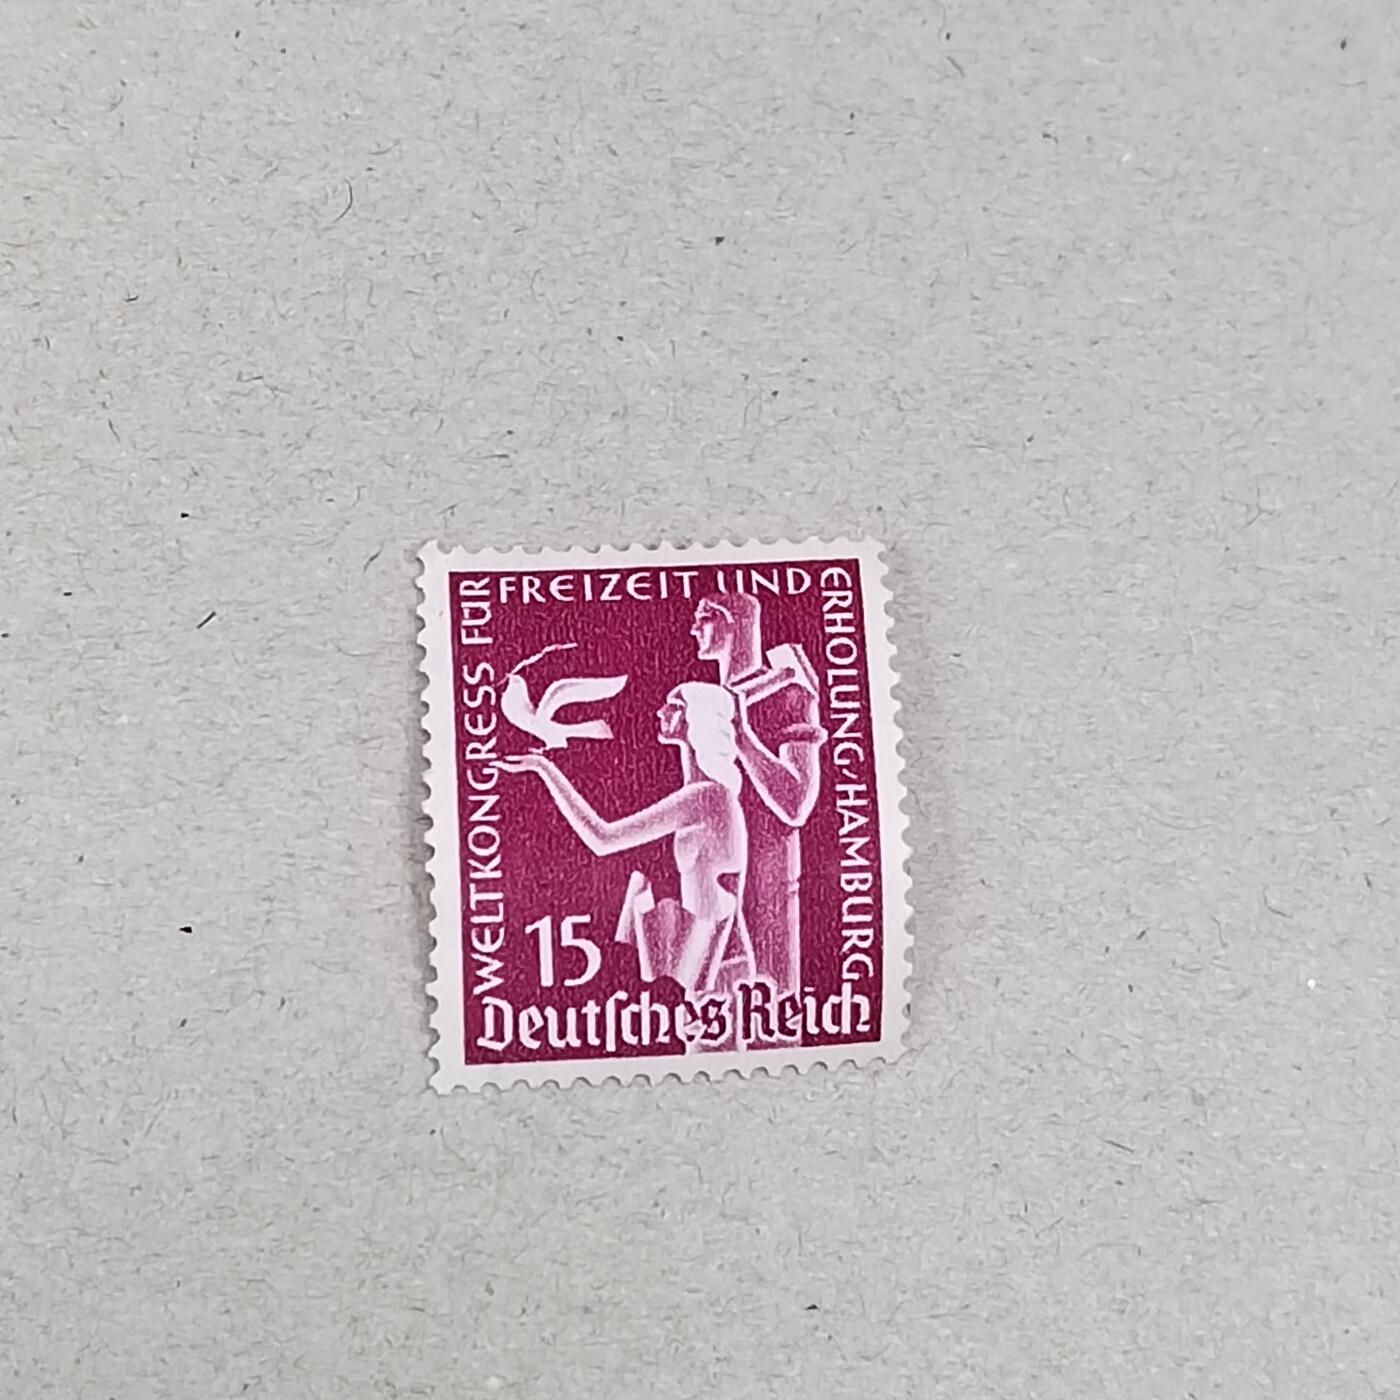 WELTKONGRESS FÜR
FREIZEIT UND
ERHOLUNG/HAMBURG
15
Deutſches Reich